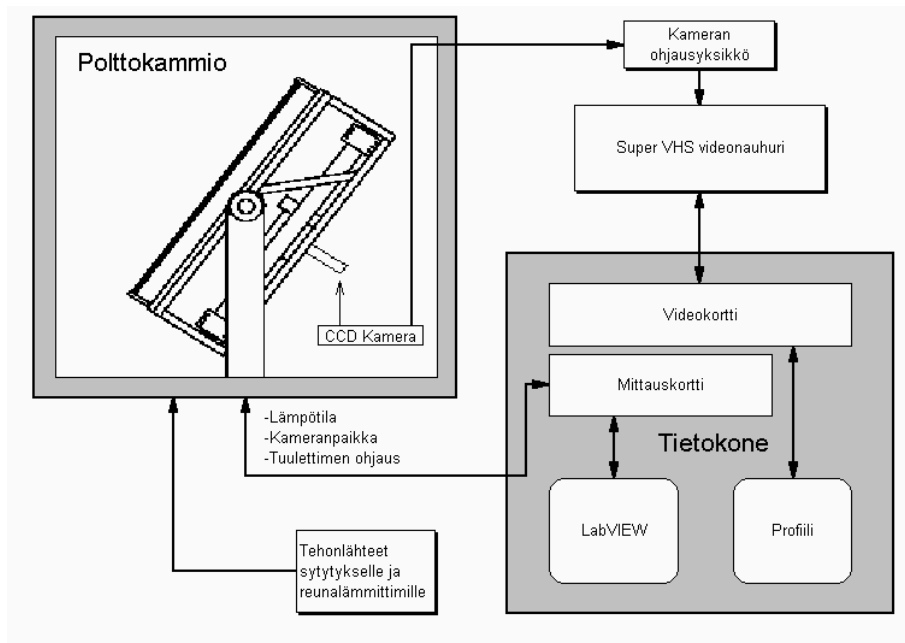 Polttokammio
Kameran
ohjausyksikkö
Super VHS videonauhuri
CCD Kamera
Videokortti
Mittauskortti
-Lämpötila
-Kameranpaikka
-Tuulettimen ohjaus
Tietokone
LabVIEW
Profiili
Tehonlähteet
sytytykselle ja
reunalämmittimille